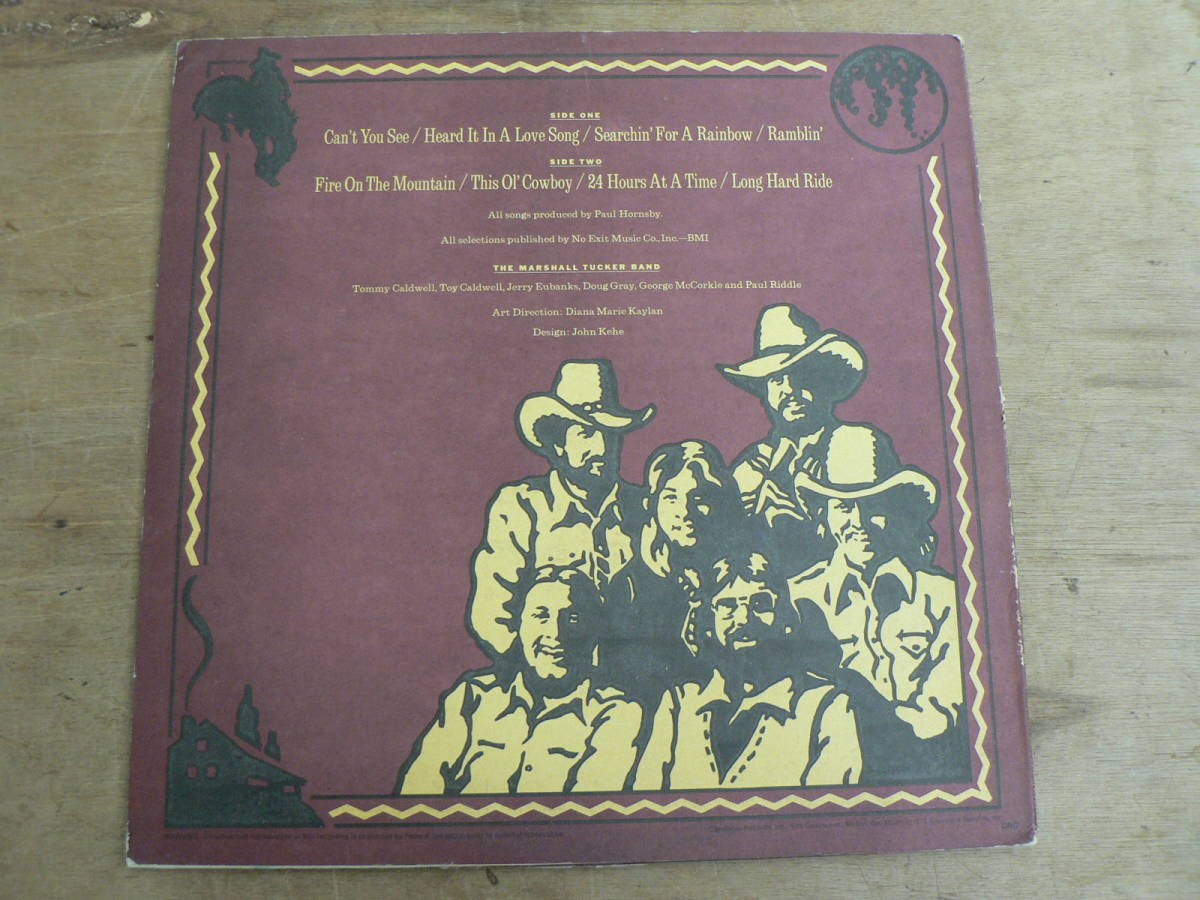 SIDE ONE
Can't You See / Heard It In A Love Song / Searchin' For A Rainbow / Ramblin'
SIDE TWO
Fire On The Mountain / This Ol' Cowboy / 24 Hours At A Time / Long Hard Ride
All songs produced by Paul Hornsby.
All selections published by No Exit Music Co., Inc.—BMI
THE MARSHALL TUCKER BAND
Tommy Caldwell, Toy Caldwell, Jerry Eubanks, Doug Gray, George McCorkle and Paul Riddle
Art Direction: Diana Marie Kaylan
Design: John Kehe